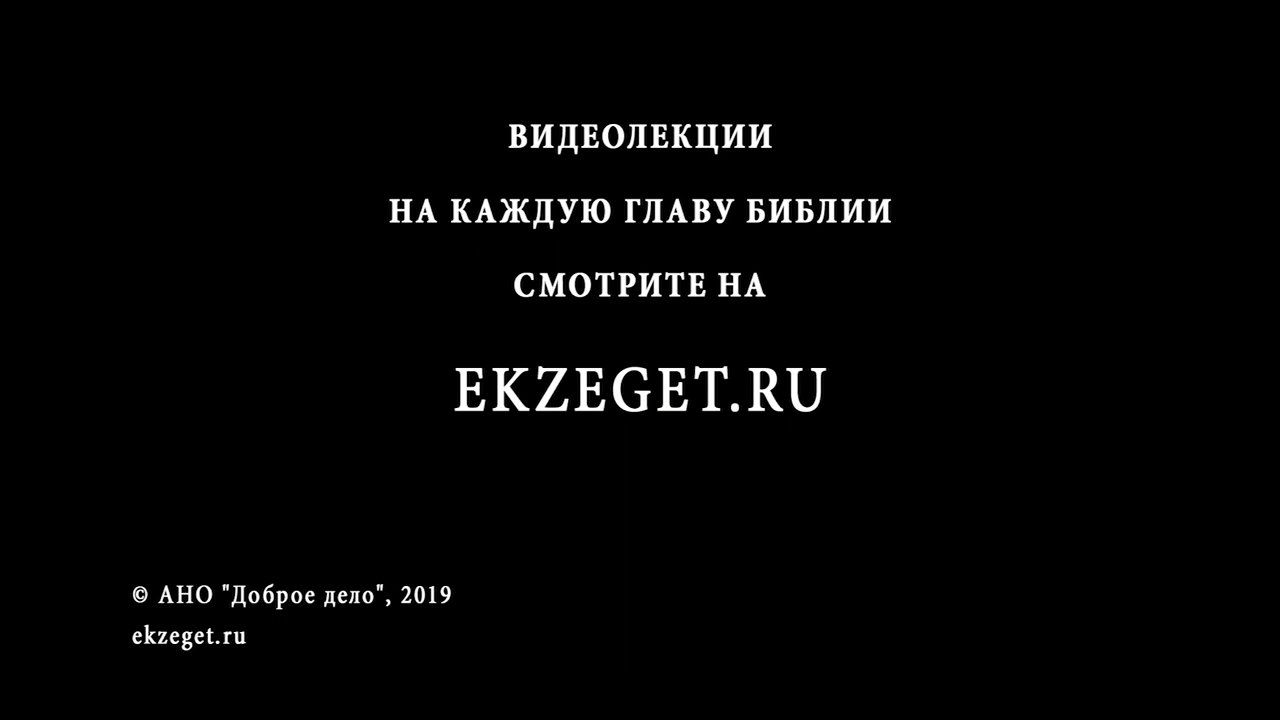 ВИДЕОЛЕКЦИИ
НА КАЖДУЮ ГЛАВУ БИБЛИИ
СМОТРИТЕ НА
EKZEGET.RU
© АНО "Доброе дело", 2019
ekzeget.ru